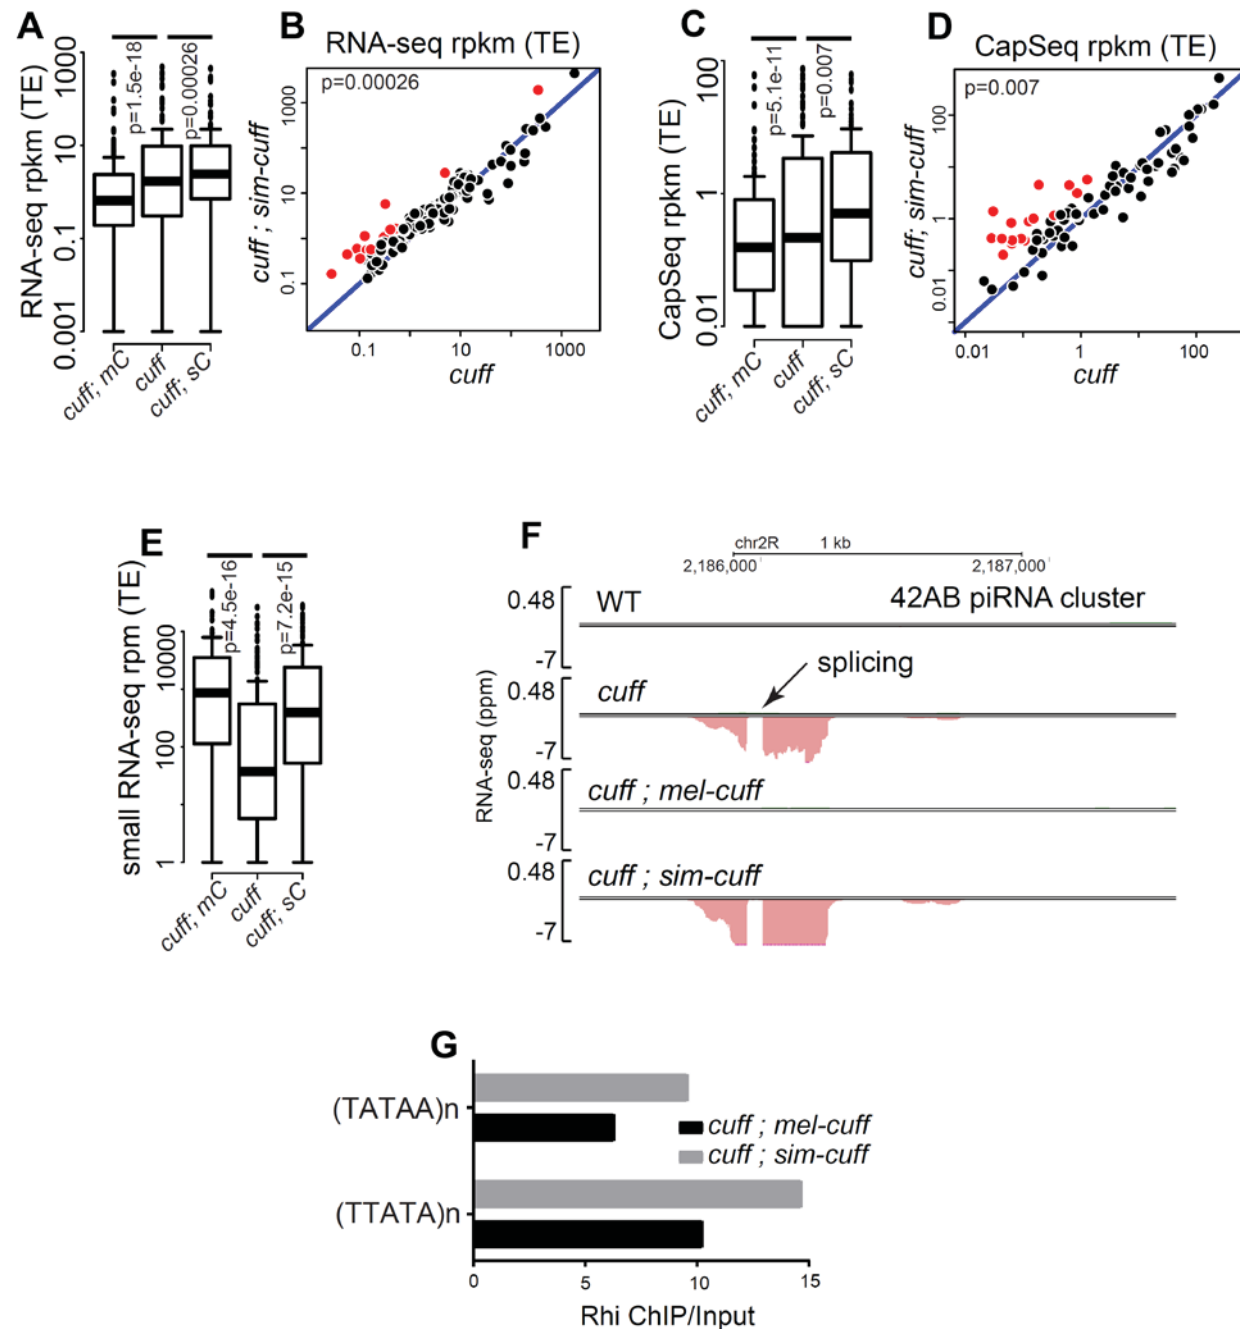 A
RNA-seq rpkm (TE)
1000
10
0.1
0.001
p=1.5e-18
p=0.00026
cuff; mC
cuff
cuff; sC
B
RNA-seq rpkm (TE)
p=0.00026
cuff ; sim-cuff
1000
10
0.1
0.1
10
1000
cuff
C
CapSeq rpkm (TE)
100
1
0.01
p=5.1e-11
p=0.007
cuff; mC
cuff
cuff; sC
D
CapSeq rpkm (TE)
p=0.007
cuff; sim-cuff
100
1
0.01
0.01
1
100
cuff
E
small RNA-seq rpm (TE)
10000
100
1
p=4.5e-16
p=7.2e-15
cuff; mC
cuff
cuff; sC
F
chr2R
1 kb
2,186,000
2,187,000
RNA-seq (ppm)
0.48
WT
42AB piRNA cluster
-7
splicing
0.48
cuff
-7
0.48
cuff ; mel-cuff
-7
0.48
cuff ; sim-cuff
-7
G
(TATAA)n
(TTATA)n
cuff ; mel-cuff
cuff ; sim-cuff
0
5
10
15
Rhi ChIP/Input